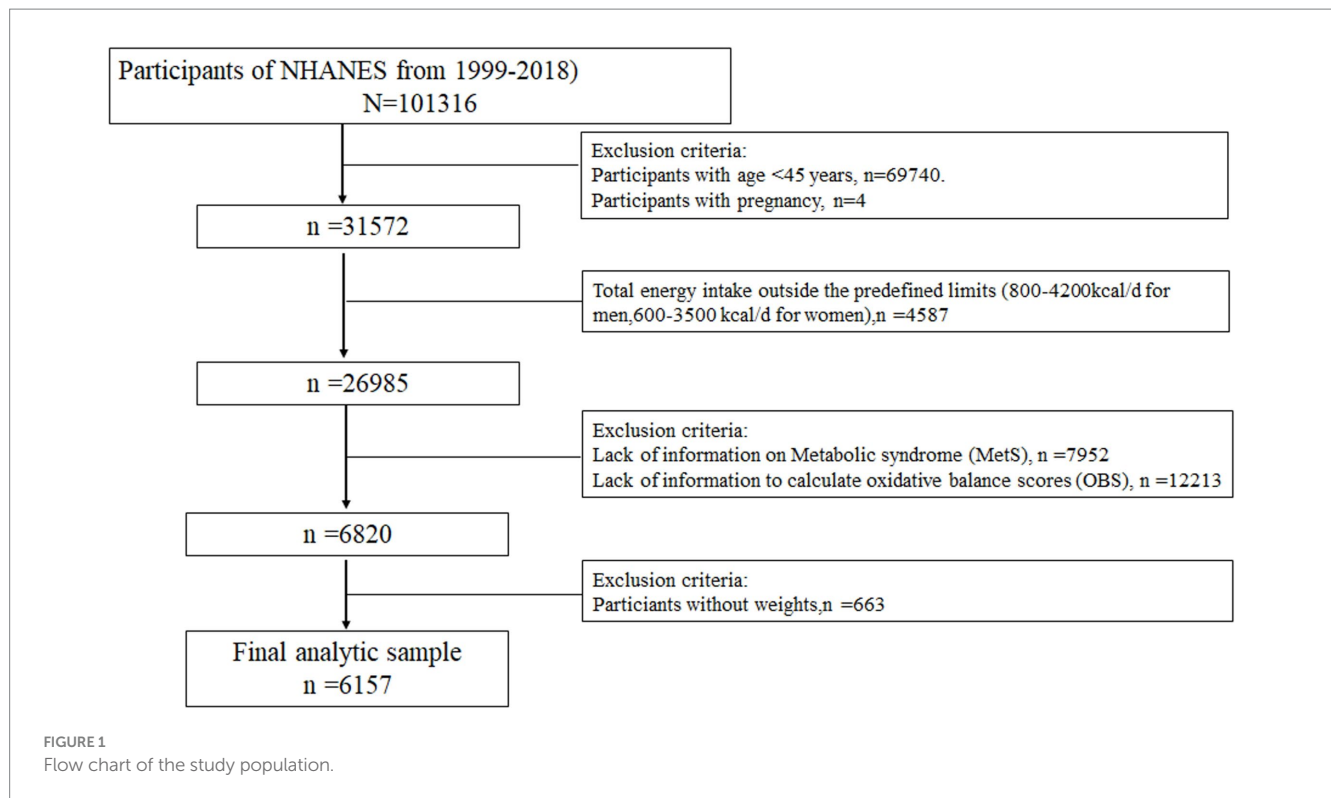 Participants of NHANES from 1999-2018)
N=101316
Exclusion criteria:
Participants with age <45 years, n=69740.
Participants with pregnancy, n=4
n =31572
Total energy intake outside the predefined limits (800-4200kcal/d for
men,600-3500 kcal/d for women),n =4587
n =26985
Exclusion criteria:
Lack of information on Metabolic syndrome (MetS), n =7952
Lack of information to calculate oxidative balance scores (OBS), n =12213
n =6820
Exclusion criteria:
Particiants without weights,n =663
Final analytic sample
n =6157
FIGURE 1
Flow chart of the study population.